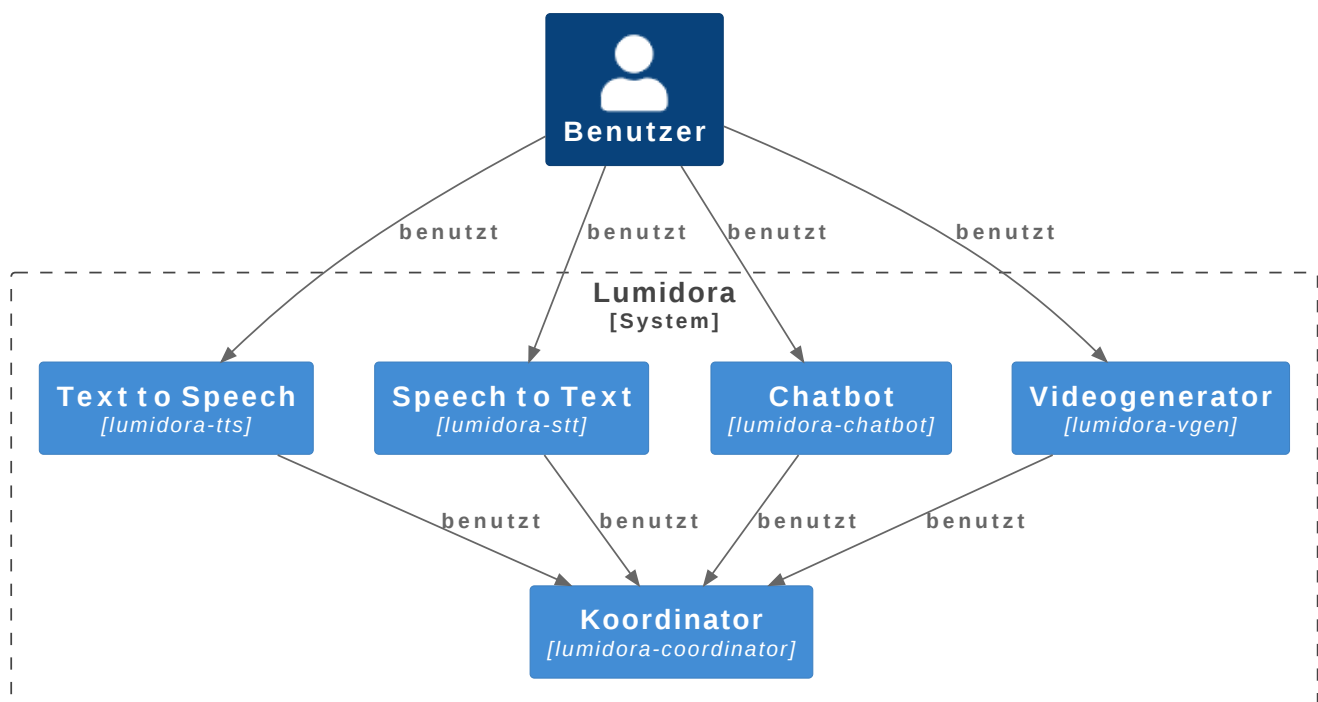 Benutzer
benutzt benutzt benutzt benutzt
Lumidora
[System]
Text to Speech
[lumidora-tts]
Speech to Text
[lumidora-stt]
Chatbot
[lumidora-chatbot]
Videogenerator
[lumidora-vgen]
benutzt benutzt benutzt benutzt
Koordinator
[lumidora-coordinator]